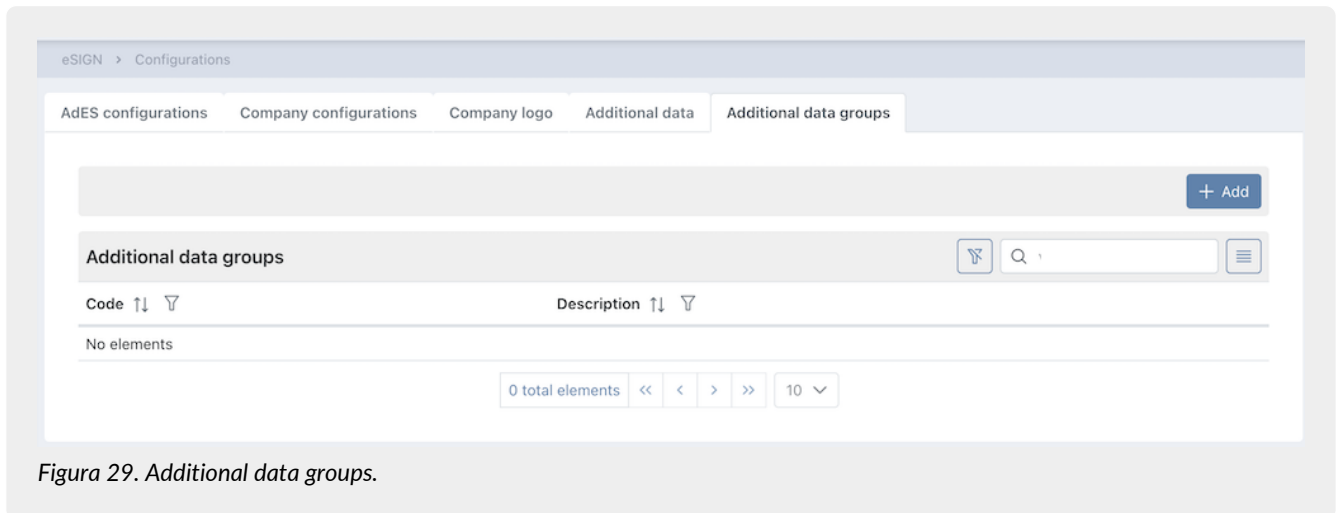 eSIGN > Configurations
AdES configurations Company configurations Company logo Additional data Additional data groups
+ Add
Additional data groups
Code Description
No elements
0 total elements << < > >> 10
Figura 29. Additional data groups.